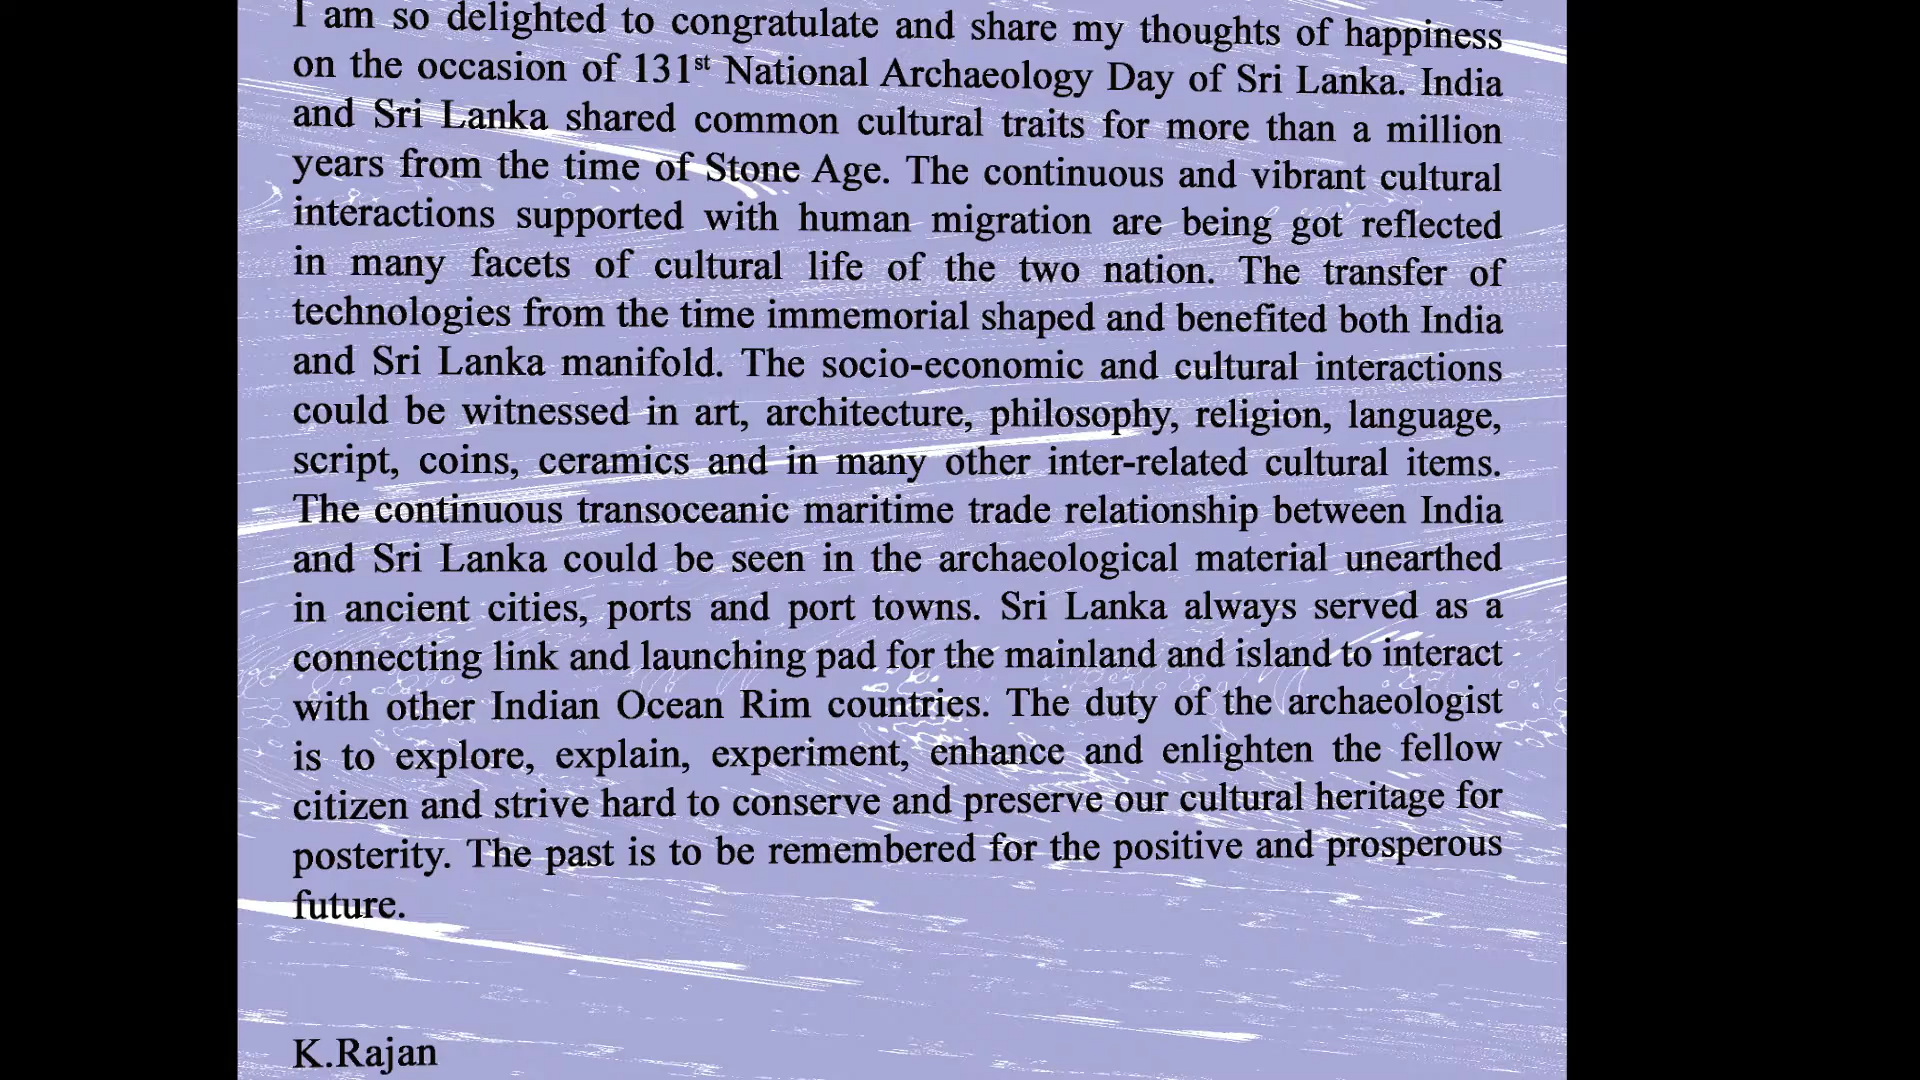 I am so delighted to congratulate and share my thoughts of happiness
on the occasion of 131st National Archaeology Day of Sri Lanka. India
and Sri Lanka shared common cultural traits for more than a million
years from the time of Stone Age. The continuous and vibrant cultural
interactions supported with human migration are being got reflected
in many facets of cultural life of the two nation. The transfer of
technologies from the time immemorial shaped and benefited both India
and Sri Lanka manifold. The socio-economic and cultural interactions
could be witnessed in art, architecture, philosophy, religion, language,
script, coins, ceramics and in many other inter-related cultural items.
The continuous transoceanic maritime trade relationship between India
and Sri Lanka could be seen in the archaeological material unearthed
in ancient cities, ports and port towns. Sri Lanka always served as a
connecting link and launching pad for the mainland and island to interact
with other Indian Ocean Rim countries. The duty of the archaeologist
is to explore, explain, experiment, enhance and enlighten the fellow
citizen and strive hard to conserve and preserve our cultural heritage for
posterity. The past is to be remembered for the positive and prosperous
future.
K.Rajan